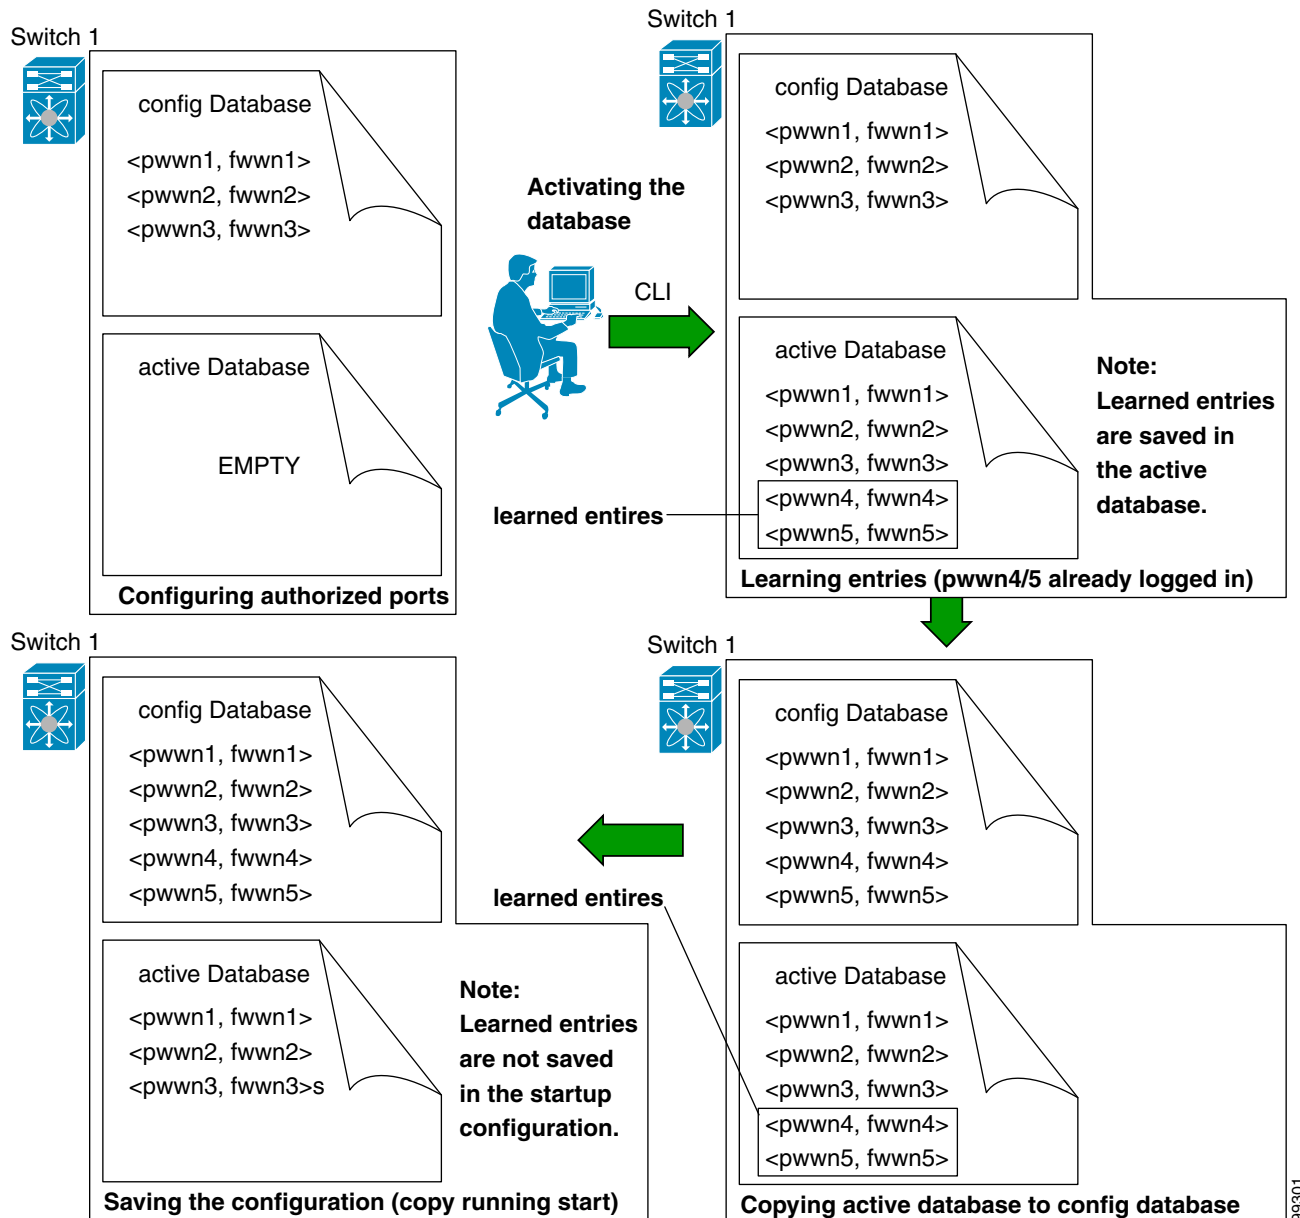 Switch 1
config Database
<pwwn1, fwwn1>
<pwwn2, fwwn2>
<pwwn3, fwwn3>
active Database
EMPTY
Configuring authorized ports
Activating the
database
CLI
Switch 1
config Database
<pwwn1, fwwn1>
<pwwn2, fwwn2>
<pwwn3, fwwn3>
active Database
<pwwn1, fwwn1>
<pwwn2, fwwn2>
<pwwn3, fwwn3>
<pwwn4, fwwn4>
<pwwn5, fwwn5>
learned entires
Note:
Learned entries
are saved in
the active
database.
Learning entries (pwwn4/5 already logged in)
Switch 1
config Database
<pwwn1, fwwn1>
<pwwn2, fwwn2>
<pwwn3, fwwn3>
<pwwn4, fwwn4>
<pwwn5, fwwn5>
active Database
<pwwn1, fwwn1>
<pwwn2, fwwn2>
<pwwn3, fwwn3>s
Note:
Learned entries
are not saved
in the startup
configuration.
Saving the configuration (copy running start)
Switch 1
config Database
<pwwn1, fwwn1>
<pwwn2, fwwn2>
<pwwn3, fwwn3>
<pwwn4, fwwn4>
<pwwn5, fwwn5>
learned entires
active Database
<pwwn1, fwwn1>
<pwwn2, fwwn2>
<pwwn3, fwwn3>
<pwwn4, fwwn4>
<pwwn5, fwwn5>
Copying active database to config database
99301